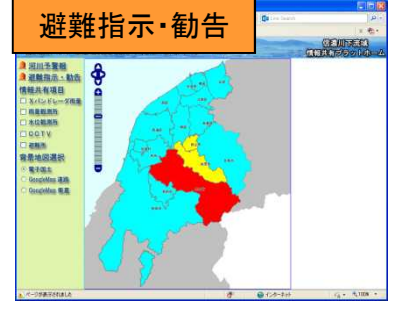 避難指示・勧告
Live Search
信濃川下流域
情報共有プラットホーム
河川予警報
避難指示・勧告
情報共有項目
Xバンドレーダ雨量
雨量観測所
水位観測所
CCTV
避難所
背景地図選択
電子国土
GoogleMap 道路
GoogleMap 衛星
ページが表示されました
インターネット
100%